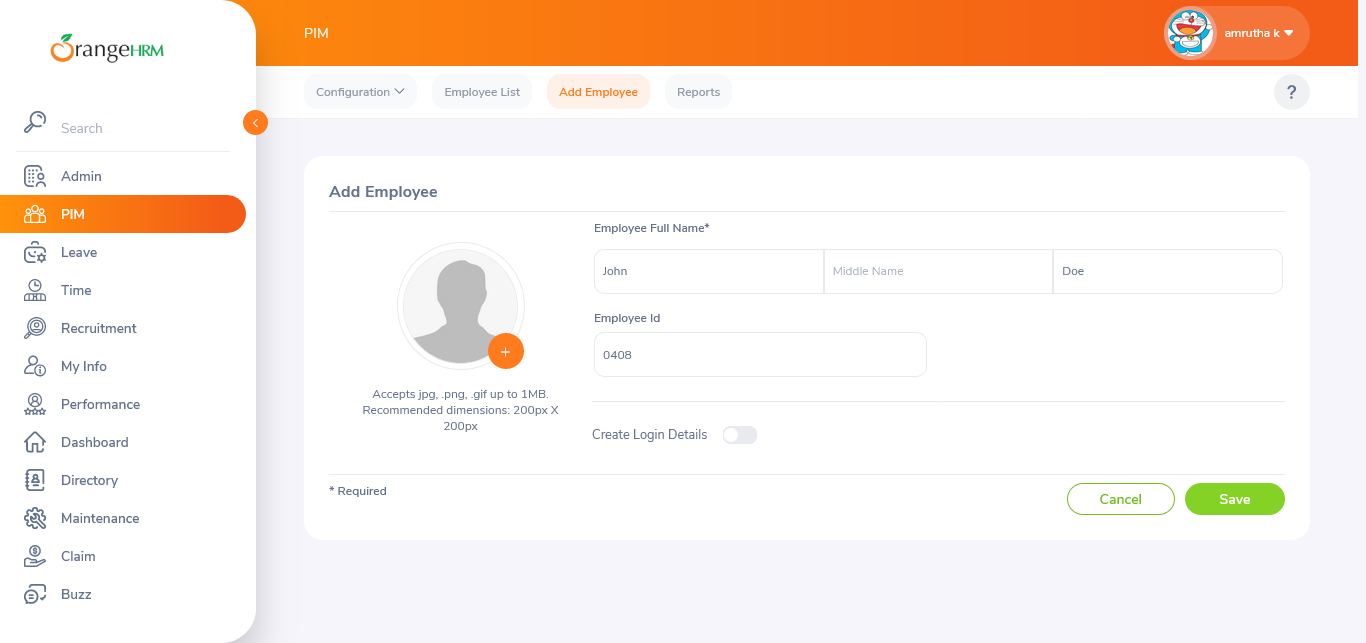 OrangeHRM
PIM
amrutha k
Configuration
Employee List
Add Employee
Reports
?
Search
Admin
PIM
Leave
Time
Recruitment
My Info
Performance
Dashboard
Directory
Maintenance
Claim
Buzz
Add Employee
Employee Full Name*
John
Middle Name
Doe
Employee Id
0408
Accepts jpg, .png, .gif up to 1MB.
Recommended dimensions: 200px X
200px
Create Login Details
* Required
Cancel
Save